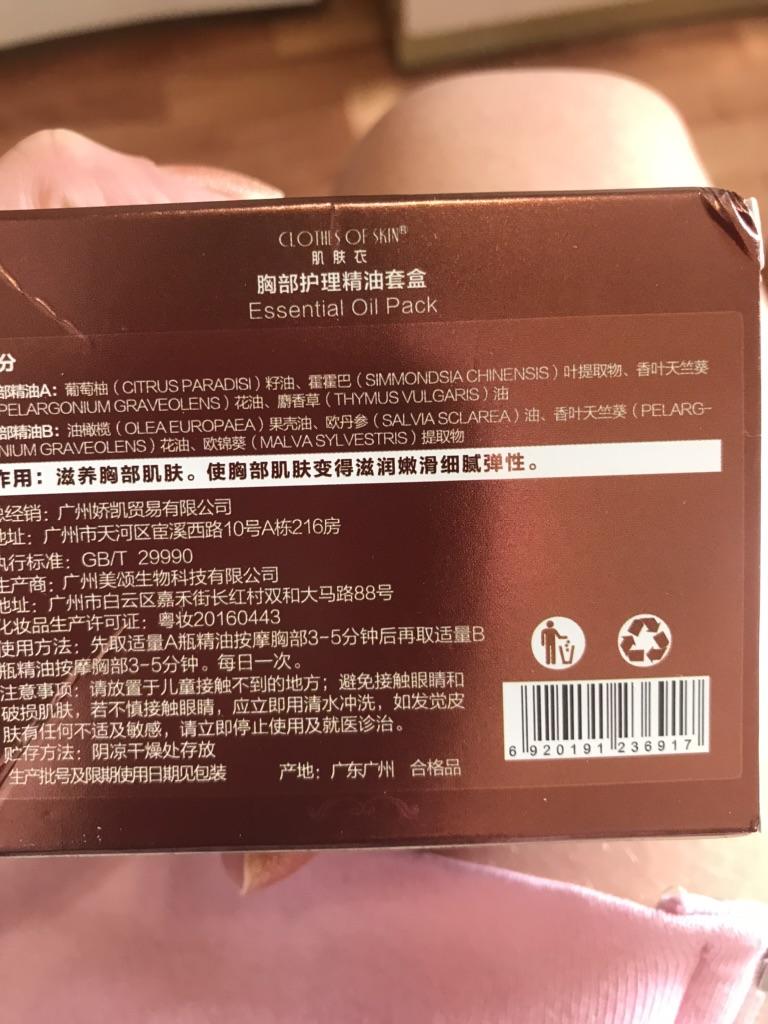 CLOTHES OF SKIN®
肌肤衣
胸部护理精油套盒
Essential Oil Pack
分
部精油A：葡萄柚（CITRUS PARADISI）籽油、霍霍巴（SIMMONDSIA CHINENSIS）叶提取物、香叶天竺葵
PELARGONIUM GRAVEOLENS）花油、麝香草（THYMUS VULGARIS）油
部精油B：油橄榄（OLEA EUROPAEA）果壳油、欧丹参（SALVIA SCLAREA）油、香叶天竺葵（PELARG-
NIUM GRAVEOLENS）花油、欧锦葵（MALVA SYLVESTRIS）提取物
作用：滋养胸部肌肤。使胸部肌肤变得滋润嫩滑细腻弹性。
总经销：广州娇凯贸易有限公司
地址：广州市天河区宦溪西路10号A栋216房
执行标准：GB/T 29990
生产商：广州美颂生物科技有限公司
地址：广州市白云区嘉禾街长红村双和大马路88号
化妆品生产许可证：粤妆20160443
使用方法：先取适量A瓶精油按摩胸部3-5分钟后再取适量B
瓶精油按摩胸部3-5分钟。每日一次。
注意事项：请放置于儿童接触不到的地方；避免接触眼睛和
破损肌肤，若不慎接触眼睛，应立即用清水冲洗，如发觉皮
肤有任何不适及敏感，请立即停止使用及就医诊治。
贮存方法：阴凉干燥处存放
生产批号及限期使用日期见包装 产地：广东广州 合格品
6 920191 236917